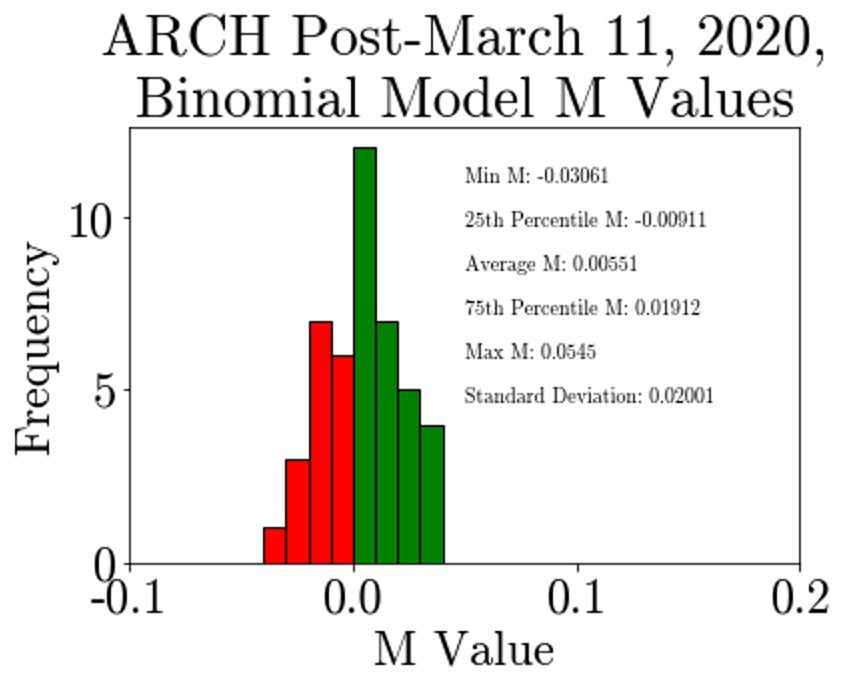 ARCH Post-March 11, 2020,
Binomial Model M Values
Min M: -0.03061
25th Percentile M: -0.00911
Average M: 0.00551
75th Percentile M: 0.01912
Max M: 0.0545
Standard Deviation: 0.02001
10
5
0
Frequency
-0.1 0.0 0.1 0.2
M Value